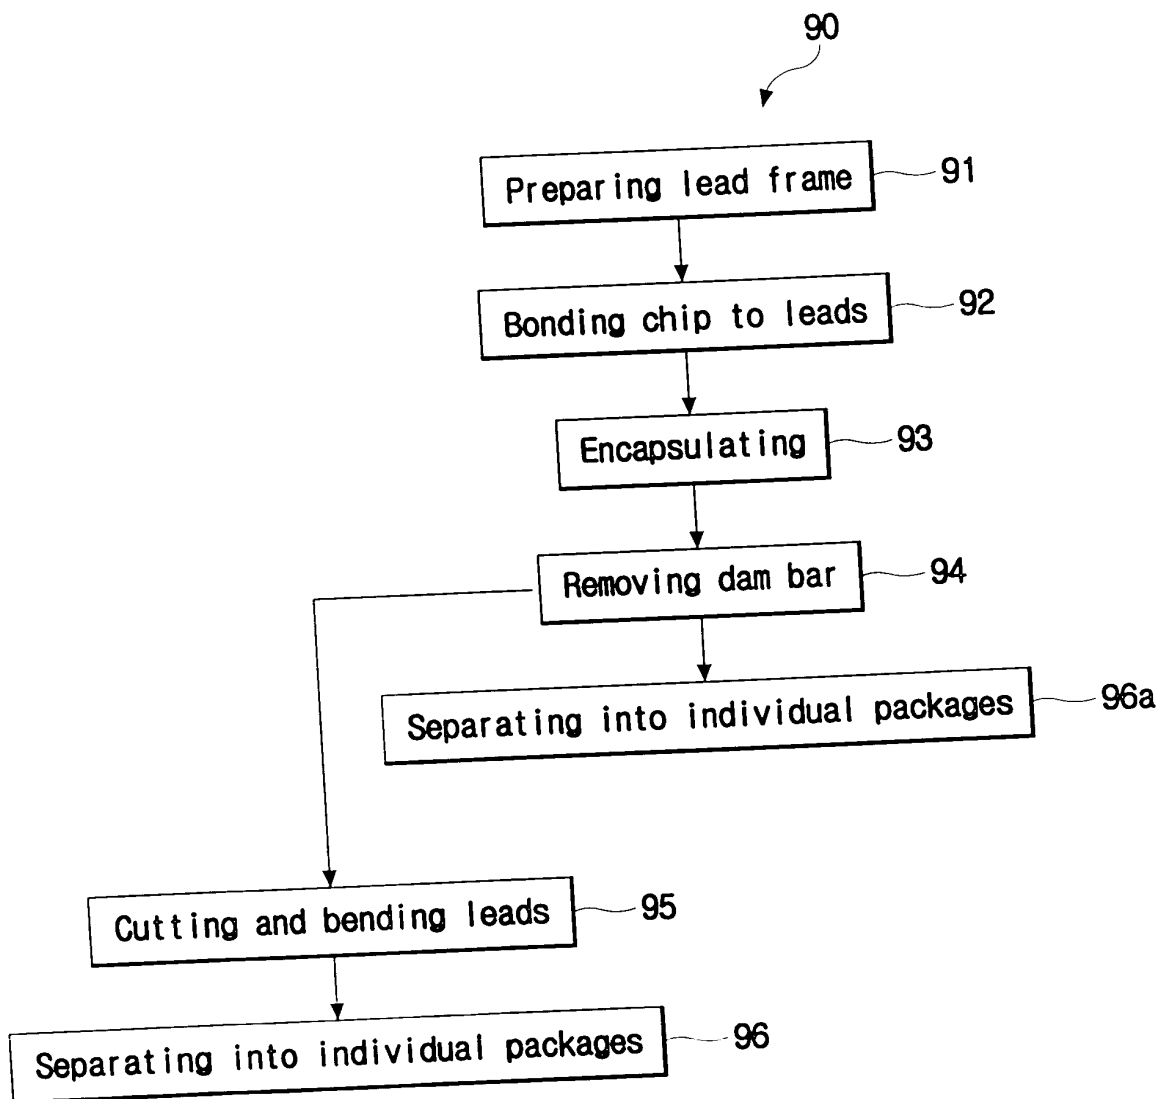 90
Preparing lead frame 91
Bonding chip to leads 92
Encapsulating 93
Removing dam bar 94
Separating into individual packages 96a
Cutting and bending leads 95
Separating into individual packages 96